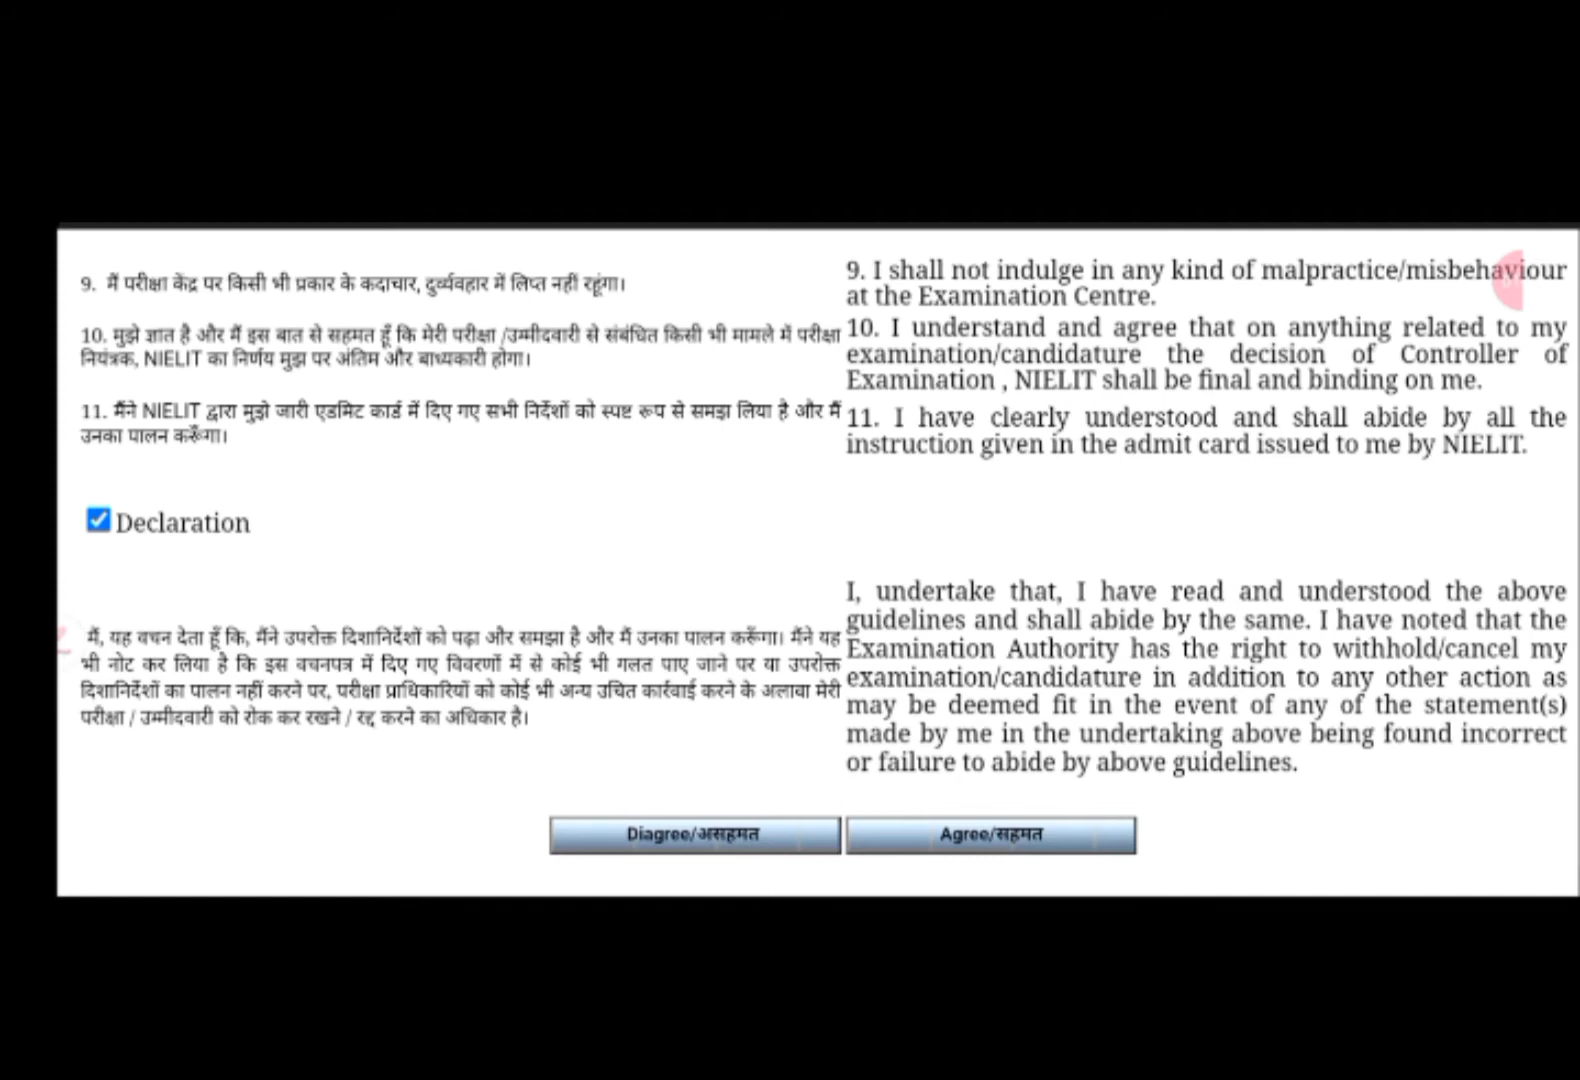 9. मैं परीक्षा केंद्र पर किसी भी प्रकार के कदाचार, दुर्व्यवहार में लिप्त नहीं रहूंगा।
10. मुझे ज्ञात है और मैं इस बात से सहमत हूँ कि मेरी परीक्षा /उम्मीदवारी से संबंधित किसी भी मामले में परीक्षा
नियंत्रक, NIELIT का निर्णय मुझ पर अंतिम और बाध्यकारी होगा।
11. मैंने NIELIT द्वारा मुझे जारी एडमिट कार्ड में दिए गए सभी निर्देशों को स्पष्ट रूप से समझ लिया है और मैं
उनका पालन करूँगा।
9. I shall not indulge in any kind of malpractice/misbehaviour
at the Examination Centre.
10. I understand and agree that on anything related to my
examination/candidature the decision of Controller of
Examination , NIELIT shall be final and binding on me.
11. I have clearly understood and shall abide by all the
instruction given in the admit card issued to me by NIELIT.
Declaration
मैं, यह वचन देता हूँ कि, मैंने उपरोक्त दिशानिर्देशों को पढ़ा और समझा है और मैं उनका पालन करूँगा। मैंने यह
भी नोट कर लिया है कि इस वचनपत्र में दिए गए विवरणों में से कोई भी गलत पाए जाने पर या उपरोक्त
दिशानिर्देशों का पालन नहीं करने पर, परीक्षा प्राधिकारियों को कोई भी अन्य उचित कार्रवाई करने के अलावा मेरी
परीक्षा / उम्मीदवारी को रोक कर रखने / रद्द करने का अधिकार है।
I, undertake that, I have read and understood the above
guidelines and shall abide by the same. I have noted that the
Examination Authority has the right to withhold/cancel my
examination/candidature in addition to any other action as
may be deemed fit in the event of any of the statement(s)
made by me in the undertaking above being found incorrect
or failure to abide by above guidelines.
Diagree/असहमत
Agree/सहमत